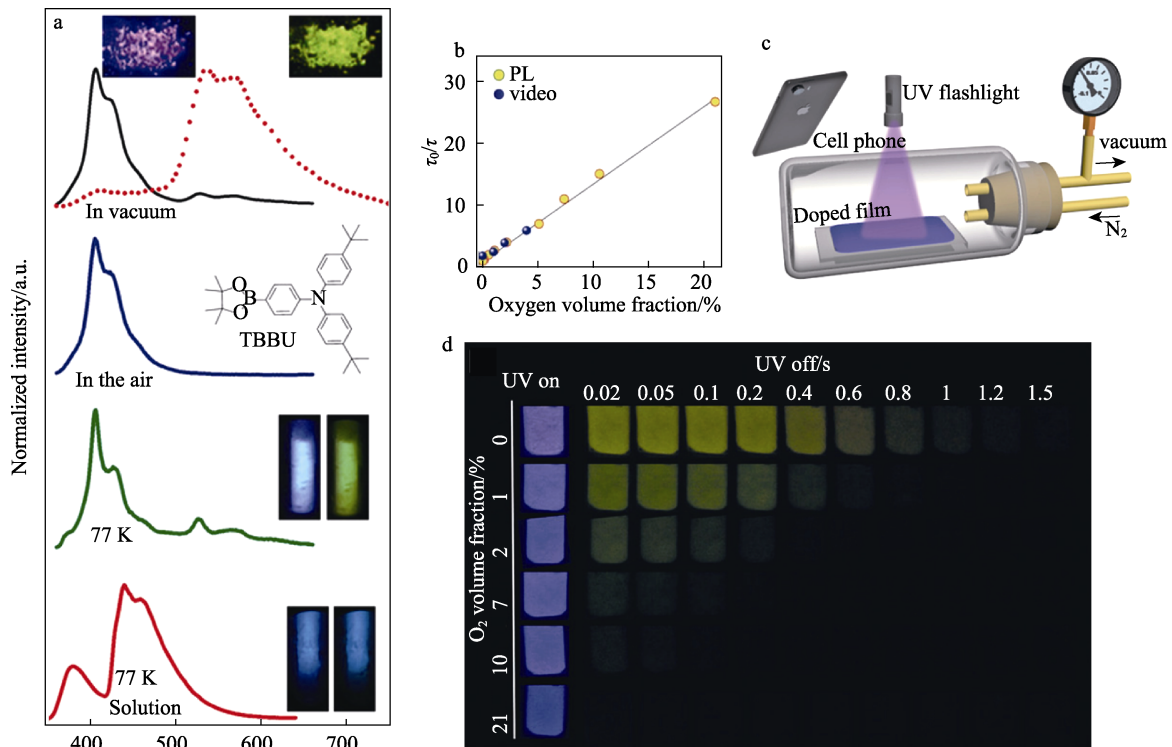 a
Normalized intensity/a.u.
In vacuum
In the air
O
B
O
N
TBBU
77 K
77 K
Solution
400 500 600 700
b
PL
video
τ0/τ
30
20
10
0
0 5 10 15 20
Oxygen volume fraction/%
c
UV flashlight
Cell phone
Doped film
vacuum
N2
d
UV off/s
UV on
0.02 0.05 0.1 0.2 0.4 0.6 0.8 1 1.2 1.5
O2 volume fraction/%
0
1
2
7
10
21